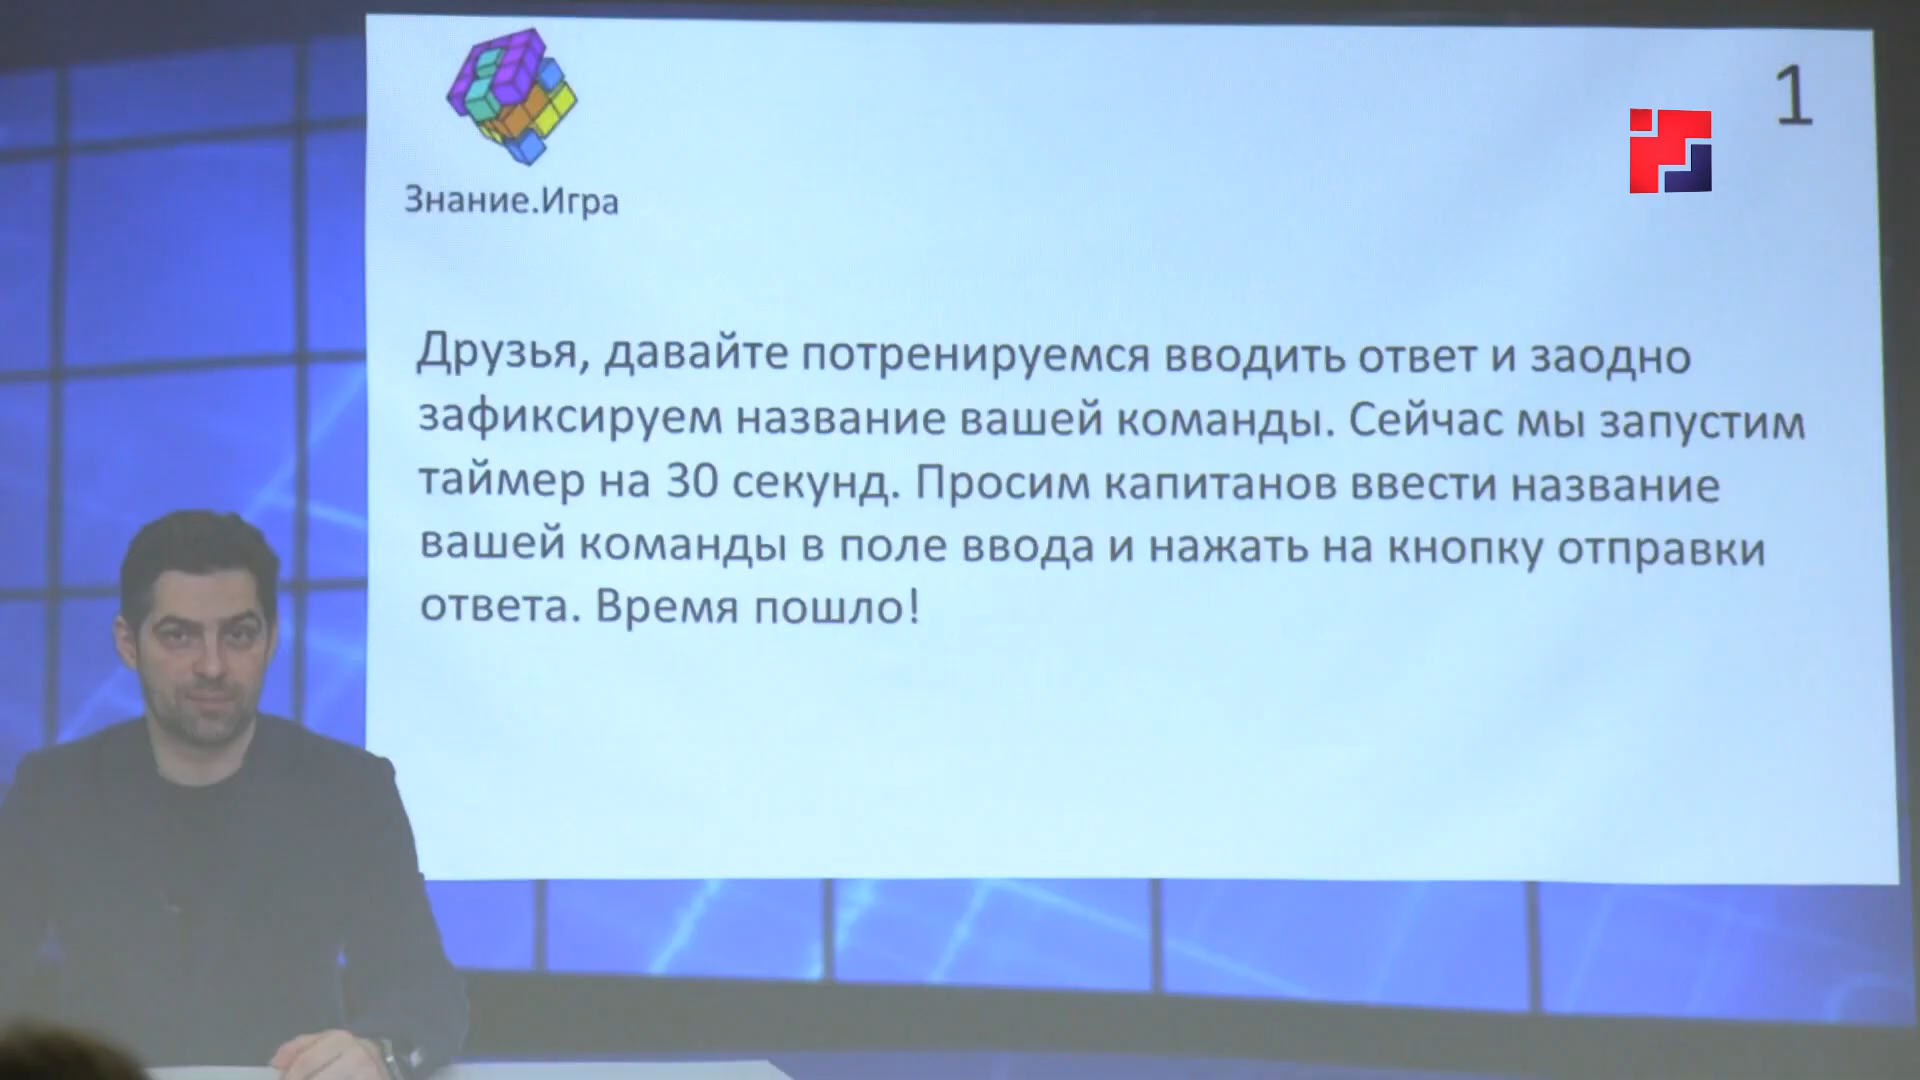 1
Знание.Игра
Друзья, давайте потренируемся вводить ответ и заодно
зафиксируем название вашей команды. Сейчас мы запустим
таймер на 30 секунд. Просим капитанов ввести название
вашей команды в поле ввода и нажать на кнопку отправки
ответа. Время пошло!